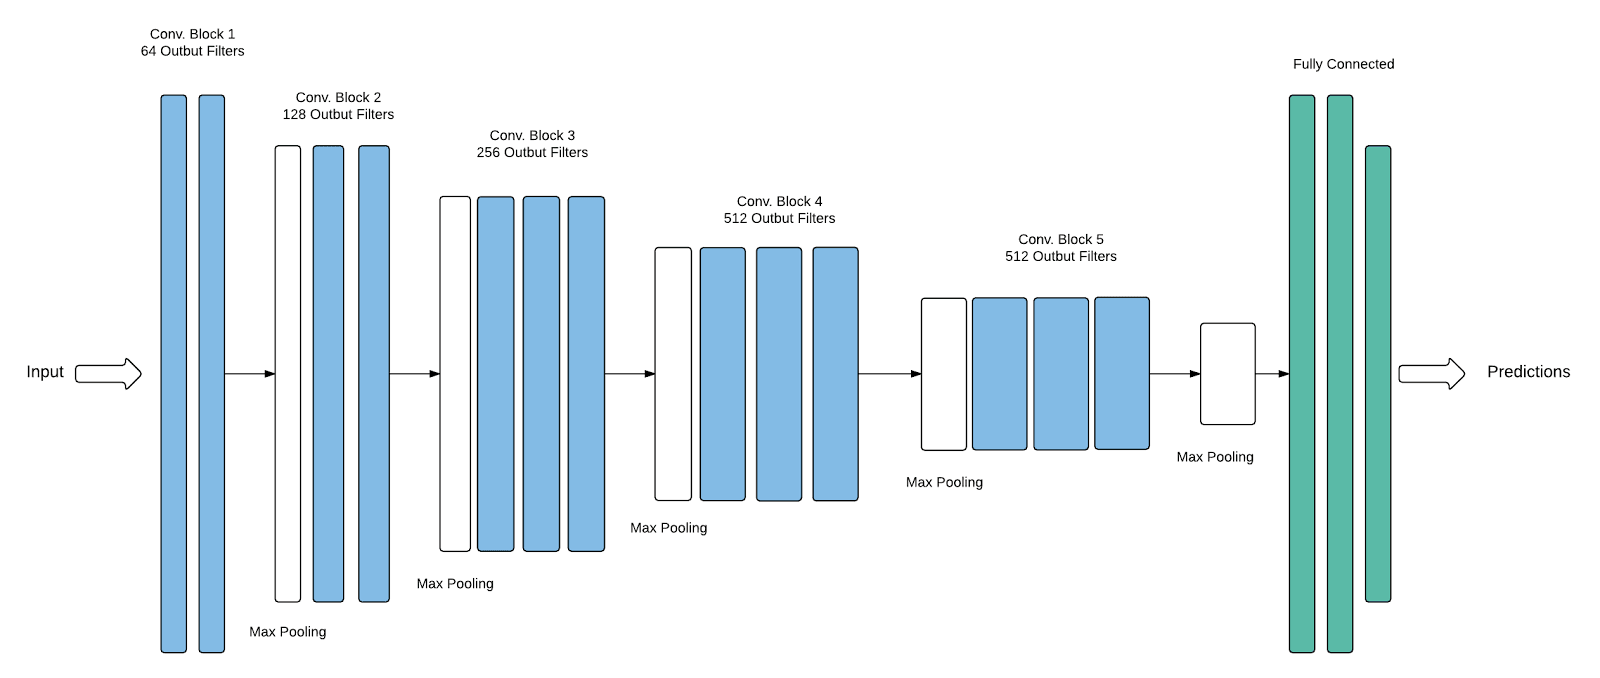 Conv. Block 1
64 Outbut Filters
Conv. Block 2
128 Outbut Filters
Conv. Block 3
256 Outbut Filters
Conv. Block 4
512 Outbut Filters
Conv. Block 5
512 Outbut Filters
Fully Connected
Input
Predictions
Max Pooling
Max Pooling
Max Pooling
Max Pooling
Max Pooling